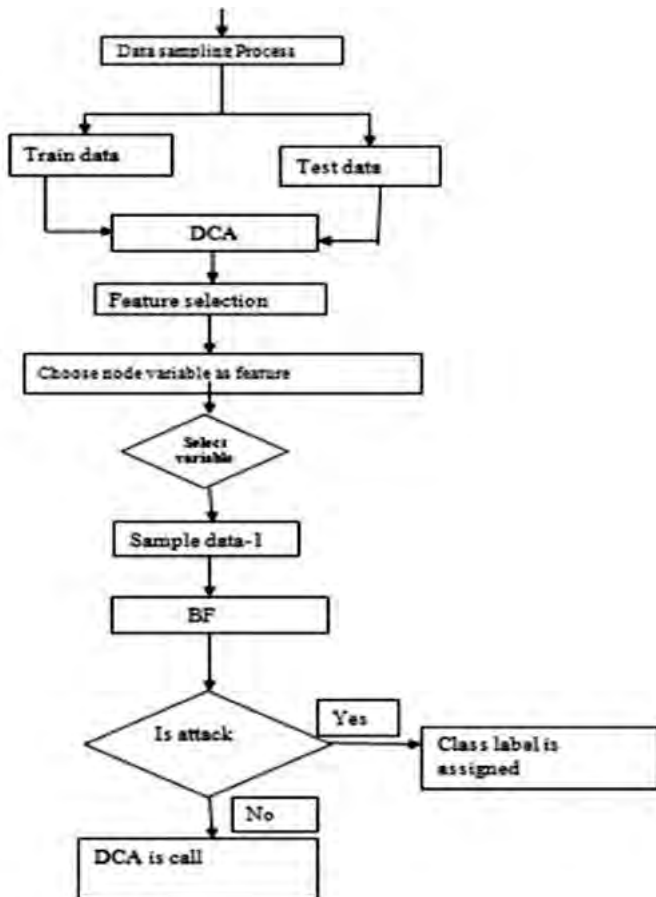 Data sampling Process
Train data
Test data
DCA
Feature selection
Choose node variable as feature
Select
variable
Sample data-1
BF
Is attack
Yes
Class label is
assigned
No
DCA is call